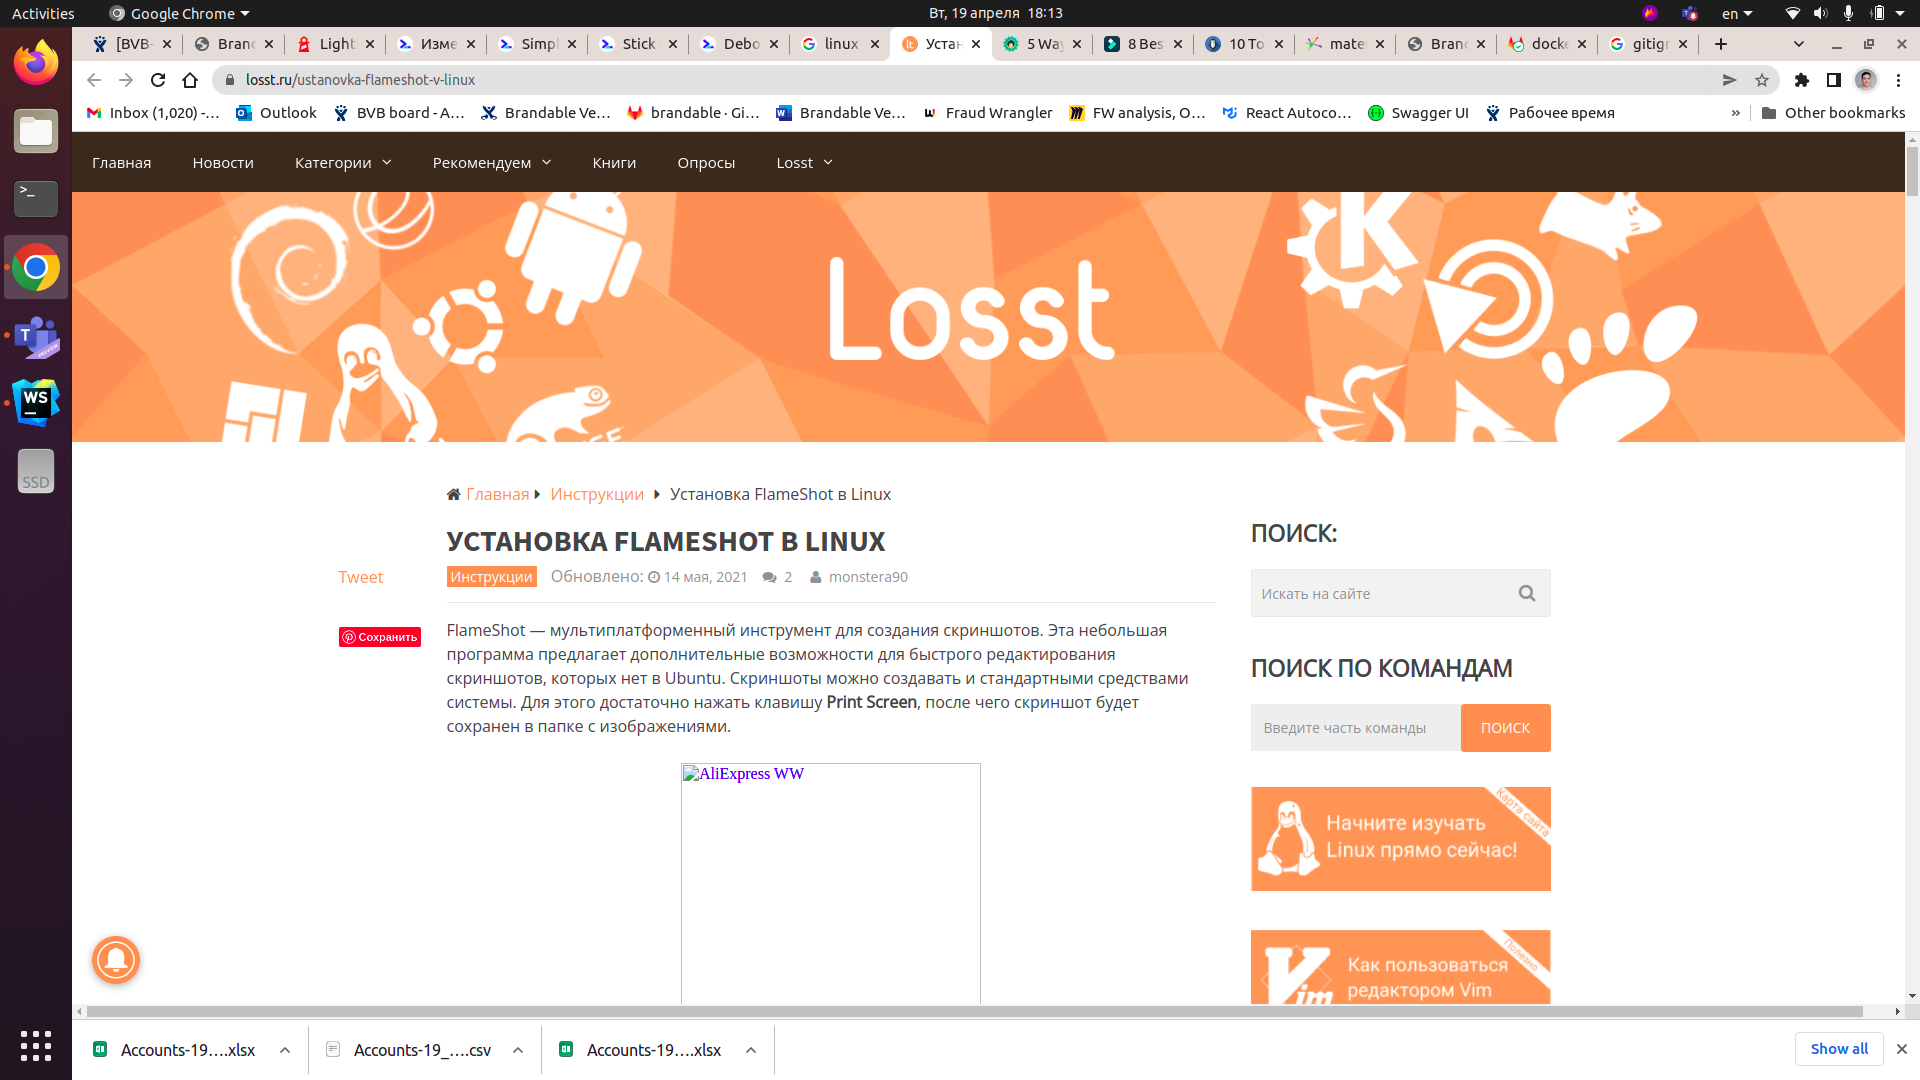 Activities
Google Chrome
Вт, 19 апреля 18:13
en
[BVB-
Branc
Light
Изме
Simpl
Stick
Debo
linux
Устан
5 Way
8 Bes
10 To
mate
Branc
docke
gitigr
losst.ru/ustanovka-flameshot-v-linux
Inbox (1,020) -…
Outlook
BVB board - A…
Brandable Ve…
brandable · Gi…
Brandable Ve…
Fraud Wrangler
FW analysis, O…
React Autoco…
Swagger UI
Рабочее время
»
Other bookmarks
Главная
Новости
Категории
Рекомендуем
Книги
Опросы
Losst
Losst
Главная
Инструкции
Установка FlameShot в Linux
УСТАНОВКА FLAMESHOT В LINUX
Tweet
Инструкции
Обновлено:
14 мая, 2021
2
monstera90
Сохранить
FlameShot — мультиплатформенный инструмент для создания скриншотов. Эта небольшая
программа предлагает дополнительные возможности для быстрого редактирования
скриншотов, которых нет в Ubuntu. Скриншоты можно создавать и стандартными средствами
системы. Для этого достаточно нажать клавишу Print Screen, после чего скриншот будет
сохранен в папке с изображениями.
AliExpress WW
ПОИСК:
Искать на сайте
ПОИСК ПО КОМАНДАМ
Введите часть команды
ПОИСК
Карта сайта
Начните изучать
Linux прямо сейчас!
Полезно
Как пользоваться
редактором Vim
Vim
WS
SSD
Accounts-19….xlsx
Accounts-19_….csv
Accounts-19….xlsx
Show all